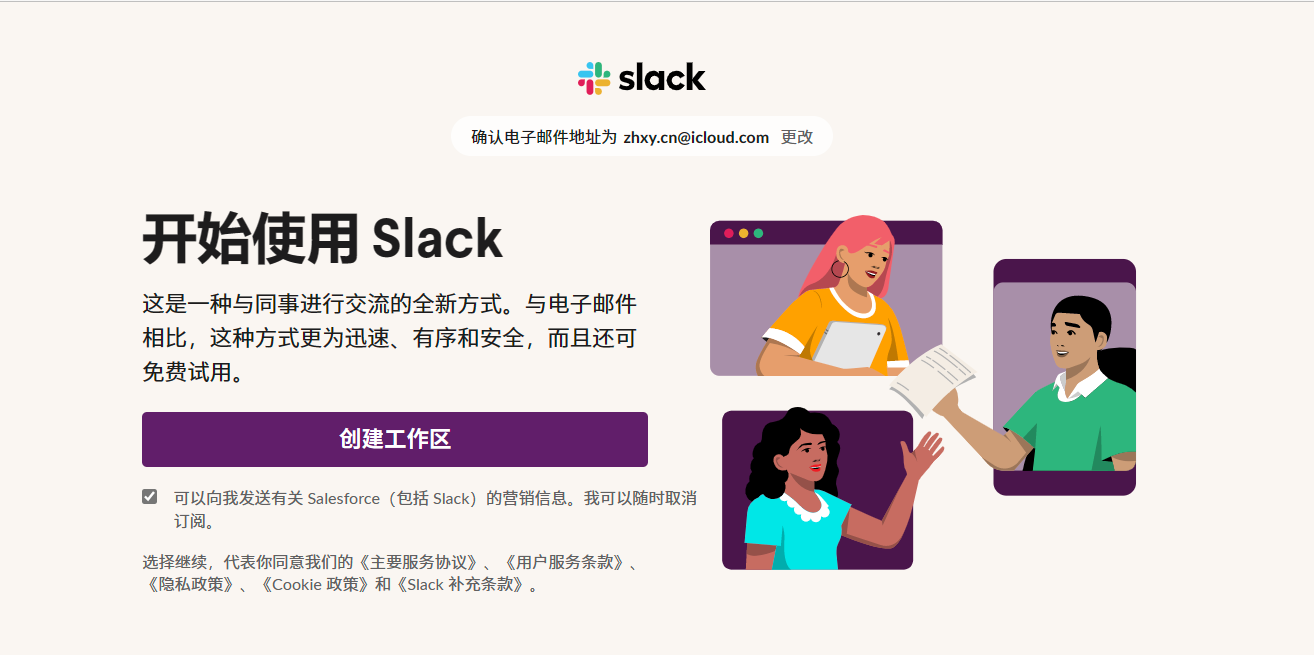 slack
确认电子邮件地址为 zhxy.cn@icloud.com 更改
开始使用 Slack
这是一种与同事进行交流的全新方式。与电子邮件
相比，这种方式更为迅速、有序和安全，而且还可
免费试用。
创建工作区
可以向我发送有关 Salesforce（包括 Slack）的营销信息。我可以随时取消
订阅。
选择继续，代表你同意我们的《主要服务协议》、《用户服务条款》、
《隐私政策》、《Cookie 政策》和《Slack 补充条款》。